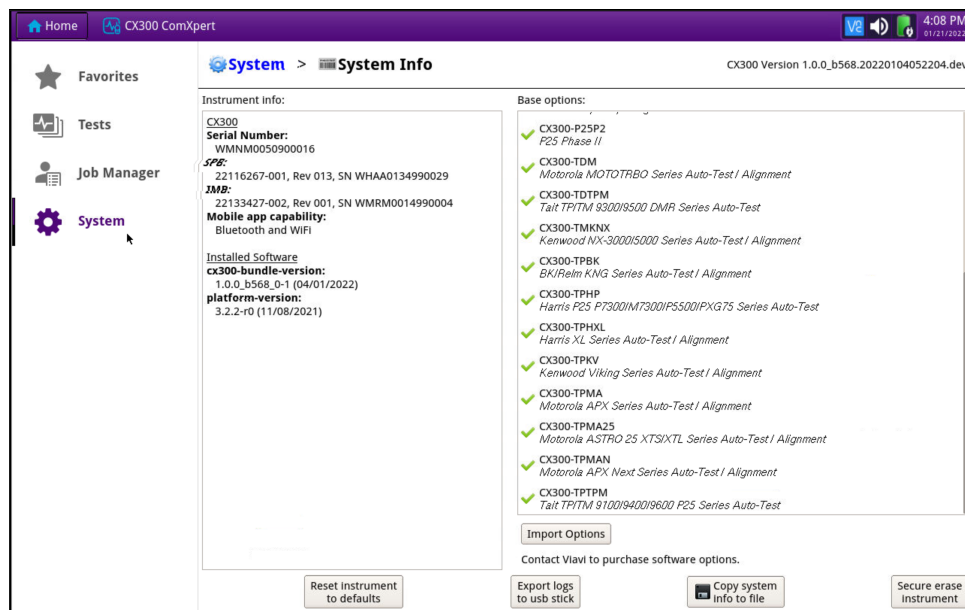 Home
CX300 ComXpert
4:08 PM
01/21/2022
Favorites
Tests
Job Manager
System
System > System Info
CX300 Version 1.0.0_b568.20220104052204.dev
Instrument info:
CX300
Serial Number:
WMNM0050900016
SPB:
22116267-001, Rev 013, SN WHAA0134990029
IMB:
22133427-002, Rev 001, SN WMRM0014990004
Mobile app capability:
Bluetooth and WiFi
Installed Software
cx300-bundle-version:
1.0.0_b568_0-1 (04/01/2022)
platform-version:
3.2.2-r0 (11/08/2021)
Base options:
CX300-P25P2
P25 Phase II
CX300-TDM
Motorola MOTOTRBO Series Auto-Test / Alignment
CX300-TDTPM
Tait TP/TM 9300/9500 DMR Series Auto-Test
CX300-TMKNX
Kenwood NX-3000/5000 Series Auto-Test / Alignment
CX300-TPBK
BK/Relm KNG Series Auto-Test / Alignment
CX300-TPHP
Harris P25 P7300/M7300/P5500/PXG75 Series Auto-Test
CX300-TPHXL
Harris XL Series Auto-Test / Alignment
CX300-TPKV
Kenwood Viking Series Auto-Test / Alignment
CX300-TPMA
Motorola APX Series Auto-Test / Alignment
CX300-TPMA25
Motorola ASTRO 25 XTS/XTL Series Auto-Test / Alignment
CX300-TPMAN
Motorola APX Next Series Auto-Test / Alignment
CX300-TPTPM
Tait TP/TM 9100/9400/9600 P25 Series Auto-Test
Import Options
Contact Viavi to purchase software options.
Reset instrument
to defaults
Export logs
to usb stick
Copy system
info to file
Secure erase
instrument